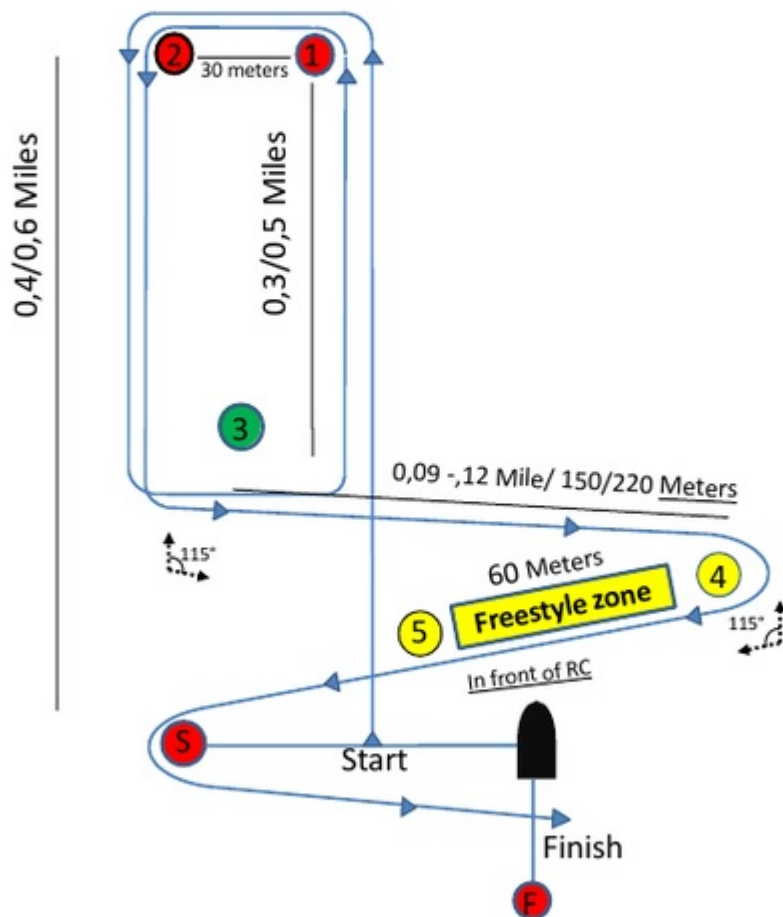 2
1
30 meters
0,4/0,6 Miles
0,3/0,5 Miles
3
0,09 -,12 Mile/ 150/220 Meters
115°
60 Meters
4
Freestyle zone
5
115°
In front of RC
S
Start
Finish
F